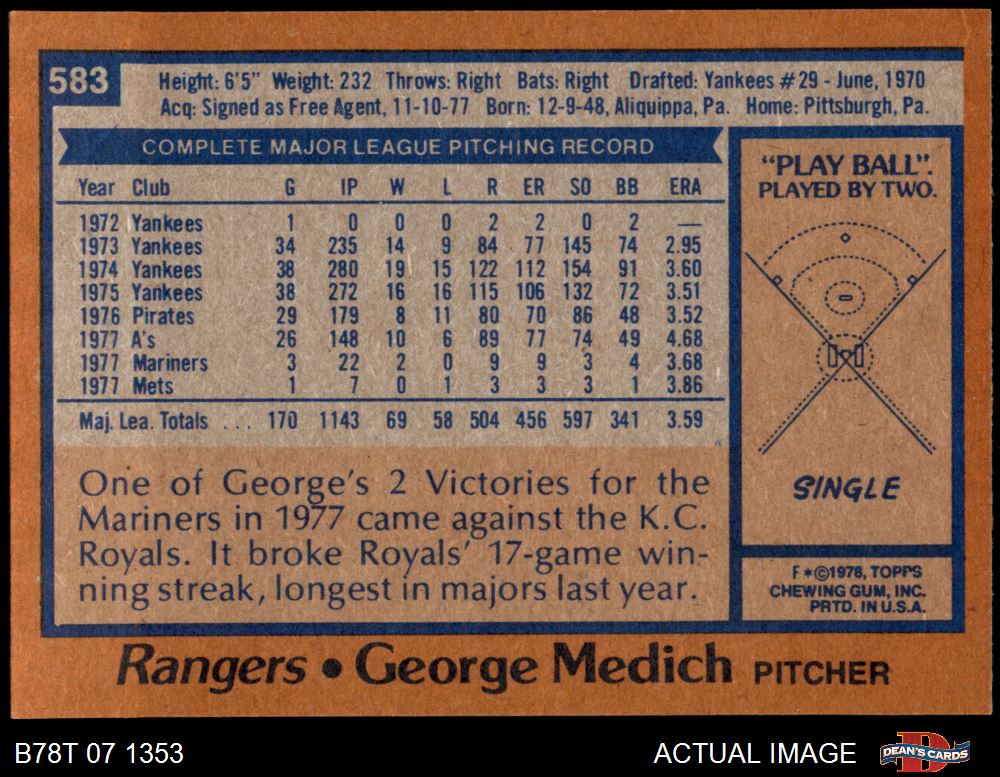 583
Height: 6'5" Weight: 232 Throws: Right Bats: Right Drafted: Yankees #29 - June, 1970
Acq: Signed as Free Agent, 11-10-77 Born: 12-9-48, Aliquippa, Pa. Home: Pittsburgh, Pa.
COMPLETE MAJOR LEAGUE PITCHING RECORD
Year Club G IP W L R ER SO BB ERA
1972 Yankees 1 0 0 0 2 2 0 2 —
1973 Yankees 34 235 14 9 84 77 145 74 2.95
1974 Yankees 38 280 19 15 122 112 154 91 3.60
1975 Yankees 38 272 16 16 115 106 132 72 3.51
1976 Pirates 29 179 8 11 80 70 86 48 3.52
1977 A's 26 148 10 6 89 77 74 49 4.68
1977 Mariners 3 22 2 0 9 9 3 4 3.68
1977 Mets 1 7 0 1 3 3 3 1 3.86
Maj. Lea. Totals . . . 170 1143 69 58 504 456 597 341 3.59
One of George's 2 Victories for the
Mariners in 1977 came against the K.C.
Royals. It broke Royals' 17-game win-
ning streak, longest in majors last year.
"PLAY BALL".
PLAYED BY TWO.
SINGLE
F*©1978, TOPPS
CHEWING GUM, INC.
PRTD. IN U.S.A.
Rangers • George Medich PITCHER
B78T 07 1353
ACTUAL IMAGE
DEAN'S CARDS